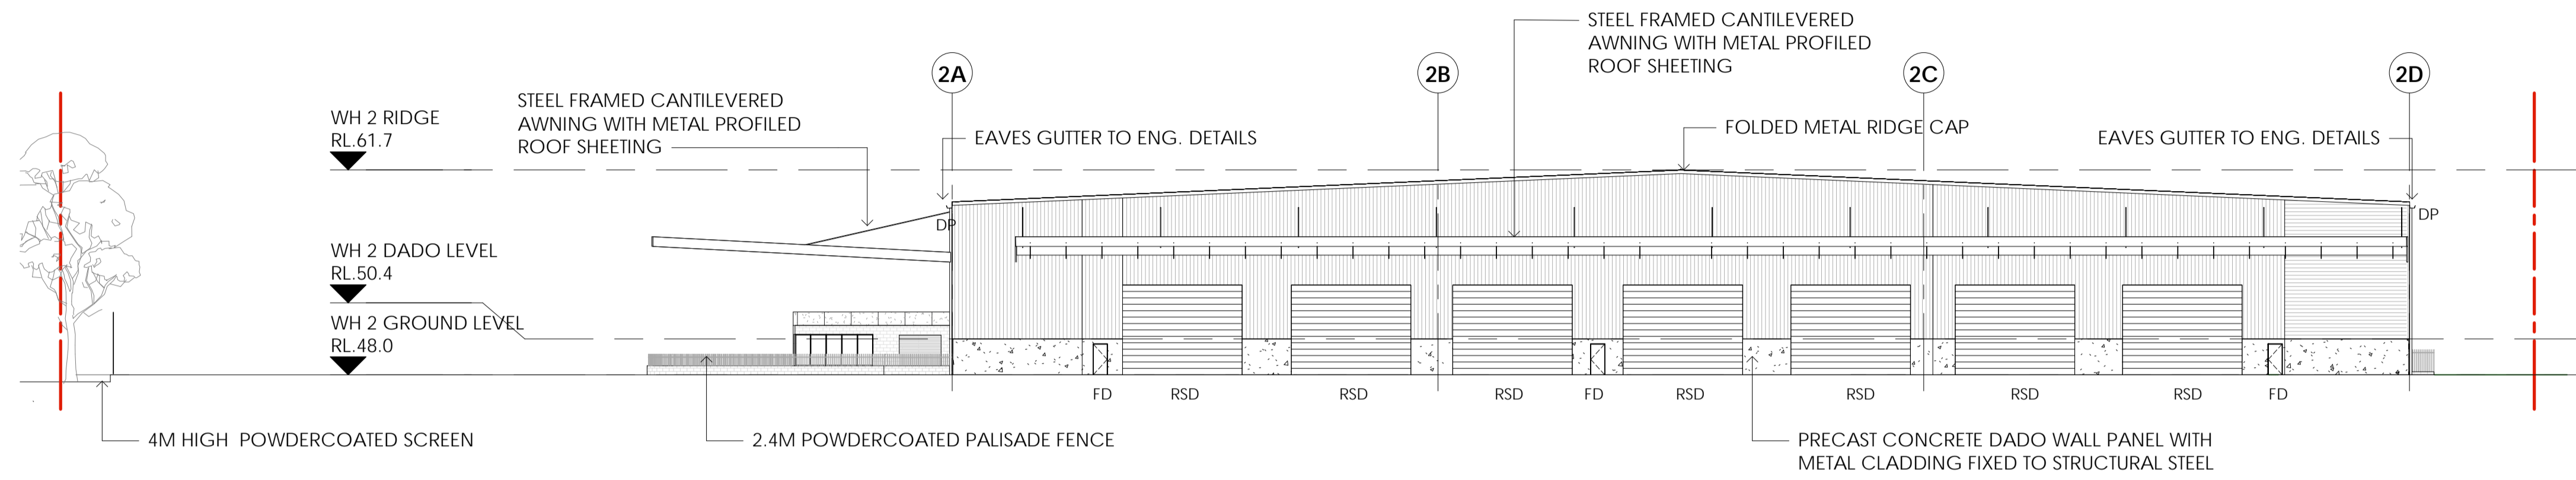 STEEL FRAMED CANTILEVERED
AWNING WITH METAL PROFILED
ROOF SHEETING
2A
2B
2C
2D
STEEL FRAMED CANTILEVERED
AWNING WITH METAL PROFILED
ROOF SHEETING
WH 2 RIDGE
RL.61.7
EAVES GUTTER TO ENG. DETAILS
FOLDED METAL RIDGE CAP
EAVES GUTTER TO ENG. DETAILS
DP
DP
WH 2 DADO LEVEL
RL.50.4
WH 2 GROUND LEVEL
RL.48.0
FD
RSD
RSD
RSD
FD
RSD
RSD
RSD
RSD
FD
4M HIGH POWDERCOATED SCREEN
2.4M POWDERCOATED PALISADE FENCE
PRECAST CONCRETE DADO WALL PANEL WITH
METAL CLADDING FIXED TO STRUCTURAL STEEL